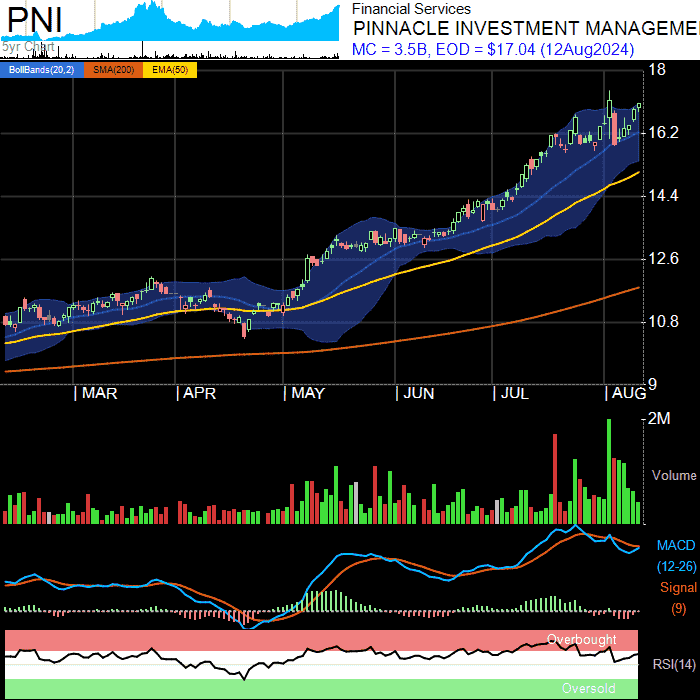 PNI
5yr Chart
Financial Services
PINNACLE INVESTMENT MANAGEME
MC = 3.5B, EOD = $17.04 (12Aug2024)
BollBands(20,2) SMA(200) EMA(50)
18
16.2
14.4
12.6
10.8
9
| MAR | APR | MAY | JUN | JUL | AUG
2M
Volume
MACD
(12-26)
Signal
(9)
Overbought
RSI(14)
Oversold